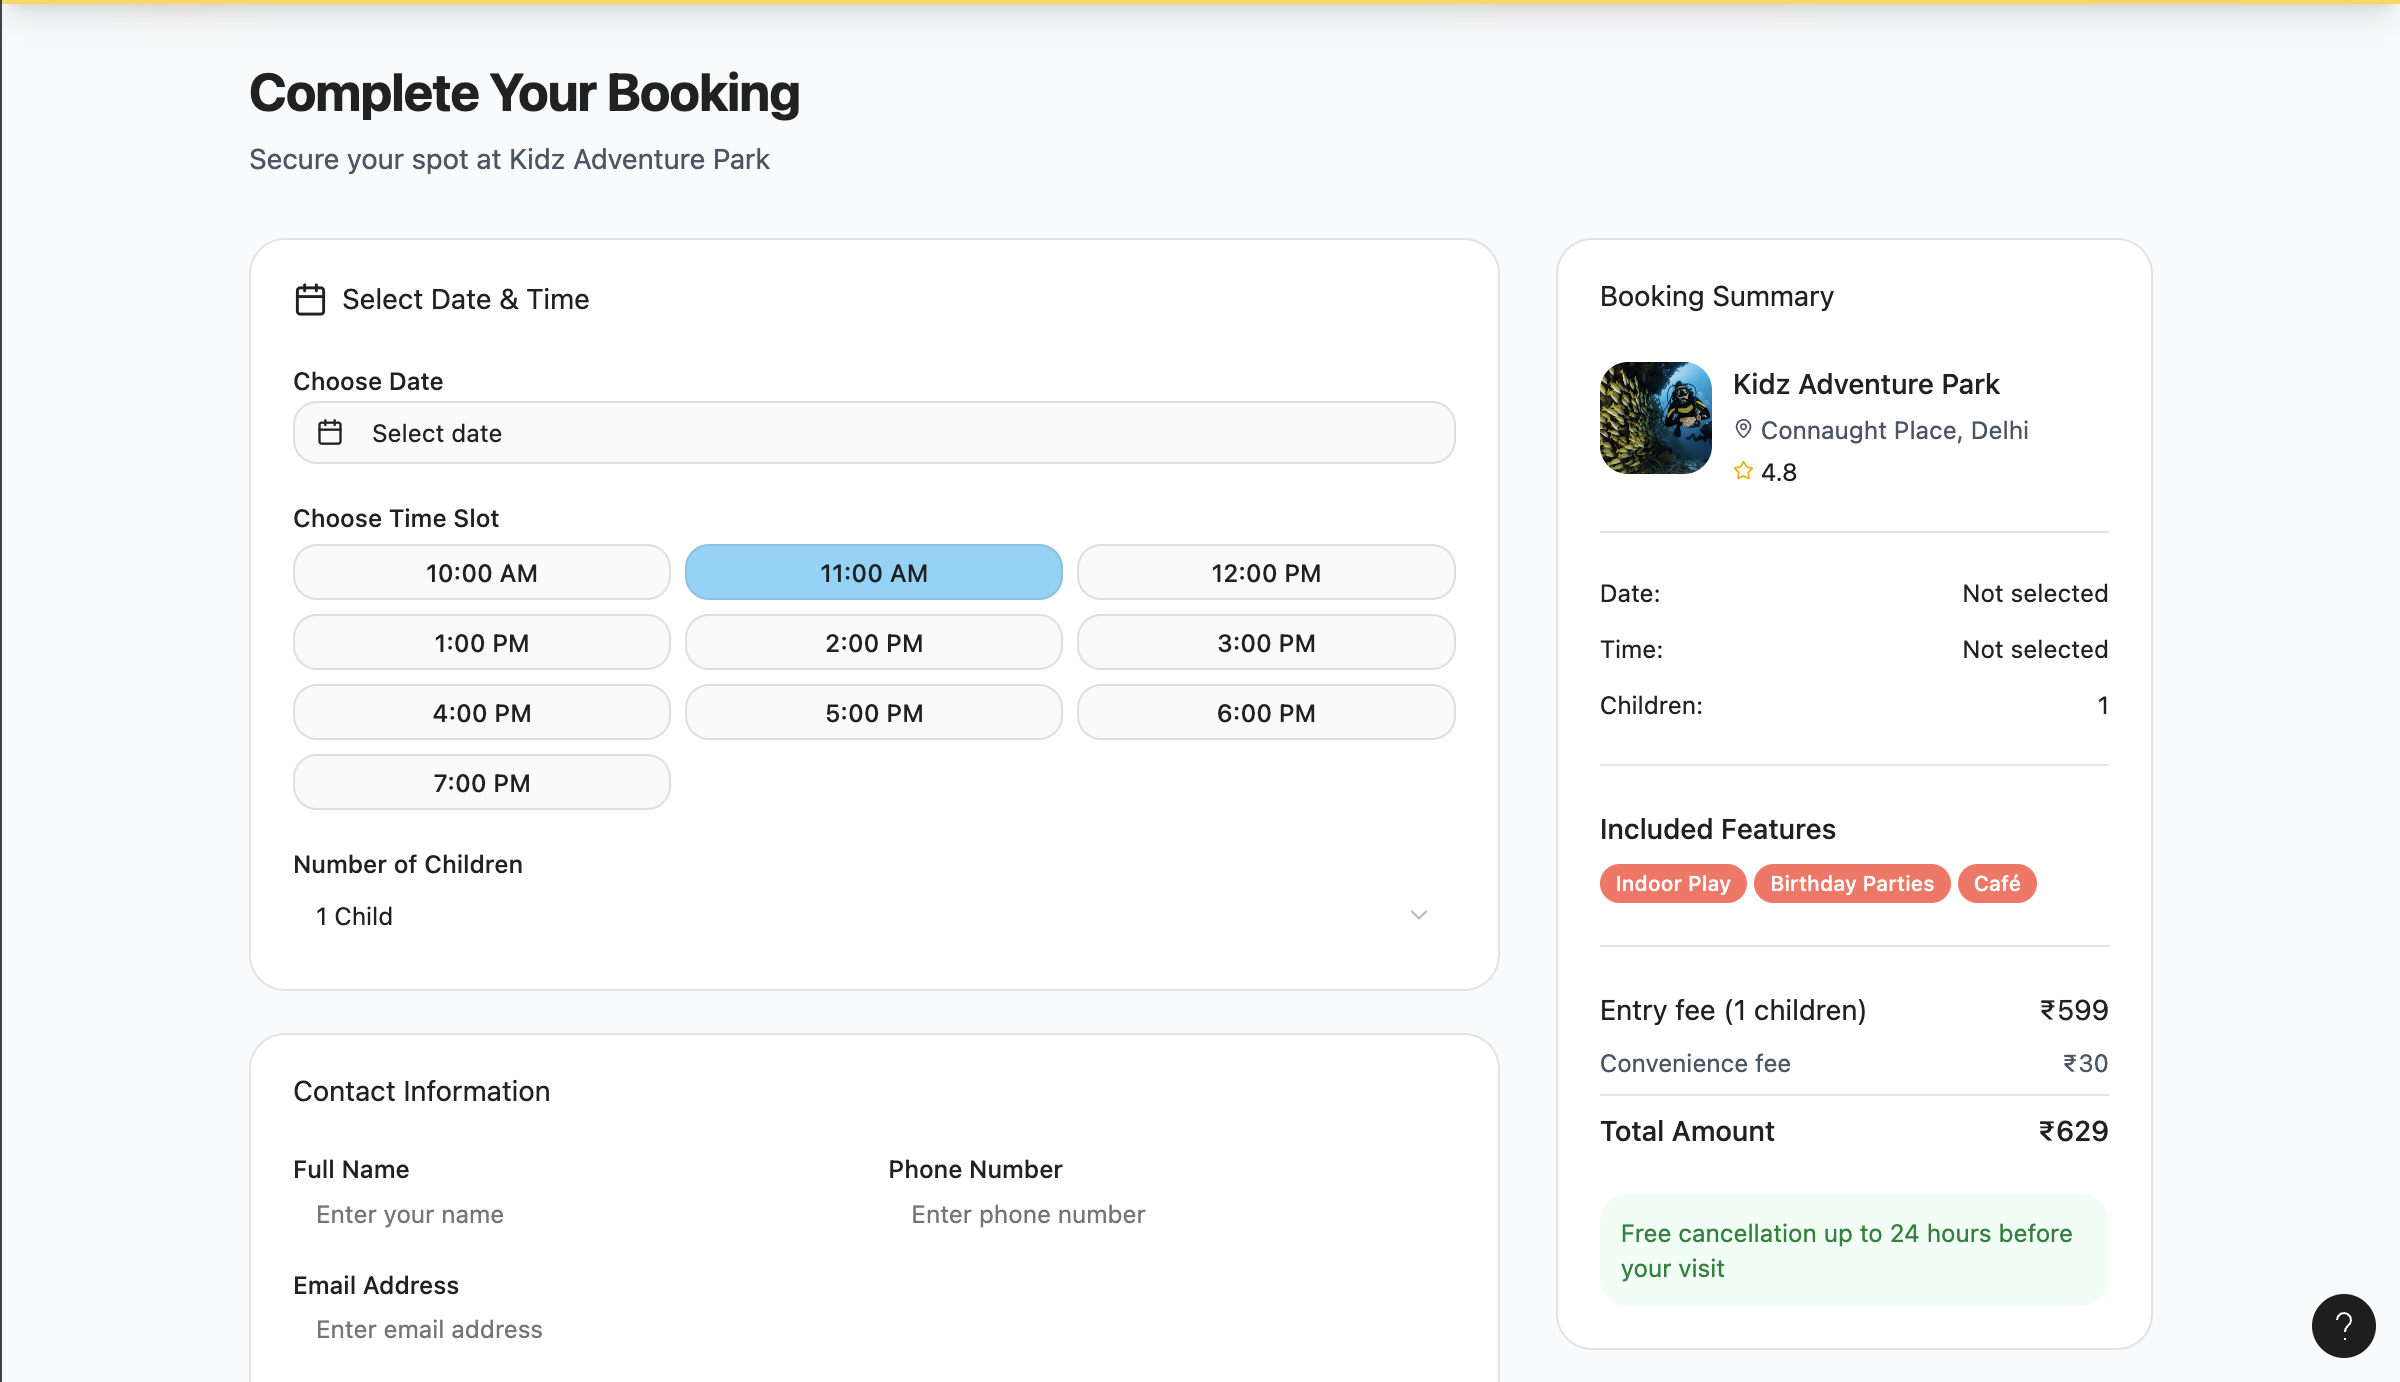 Complete Your Booking
Secure your spot at Kidz Adventure Park
Select Date & Time
Choose Date
Select date
Choose Time Slot
10:00 AM
11:00 AM
12:00 PM
1:00 PM
2:00 PM
3:00 PM
4:00 PM
5:00 PM
6:00 PM
7:00 PM
Number of Children
1 Child
Contact Information
Full Name
Enter your name
Phone Number
Enter phone number
Email Address
Enter email address
Booking Summary
Kidz Adventure Park
Connaught Place, Delhi
4.8
Date: Not selected
Time: Not selected
Children: 1
Included Features
Indoor Play Birthday Parties Café
Entry fee (1 children) ₹599
Convenience fee ₹30
Total Amount ₹629
Free cancellation up to 24 hours before
your visit
?